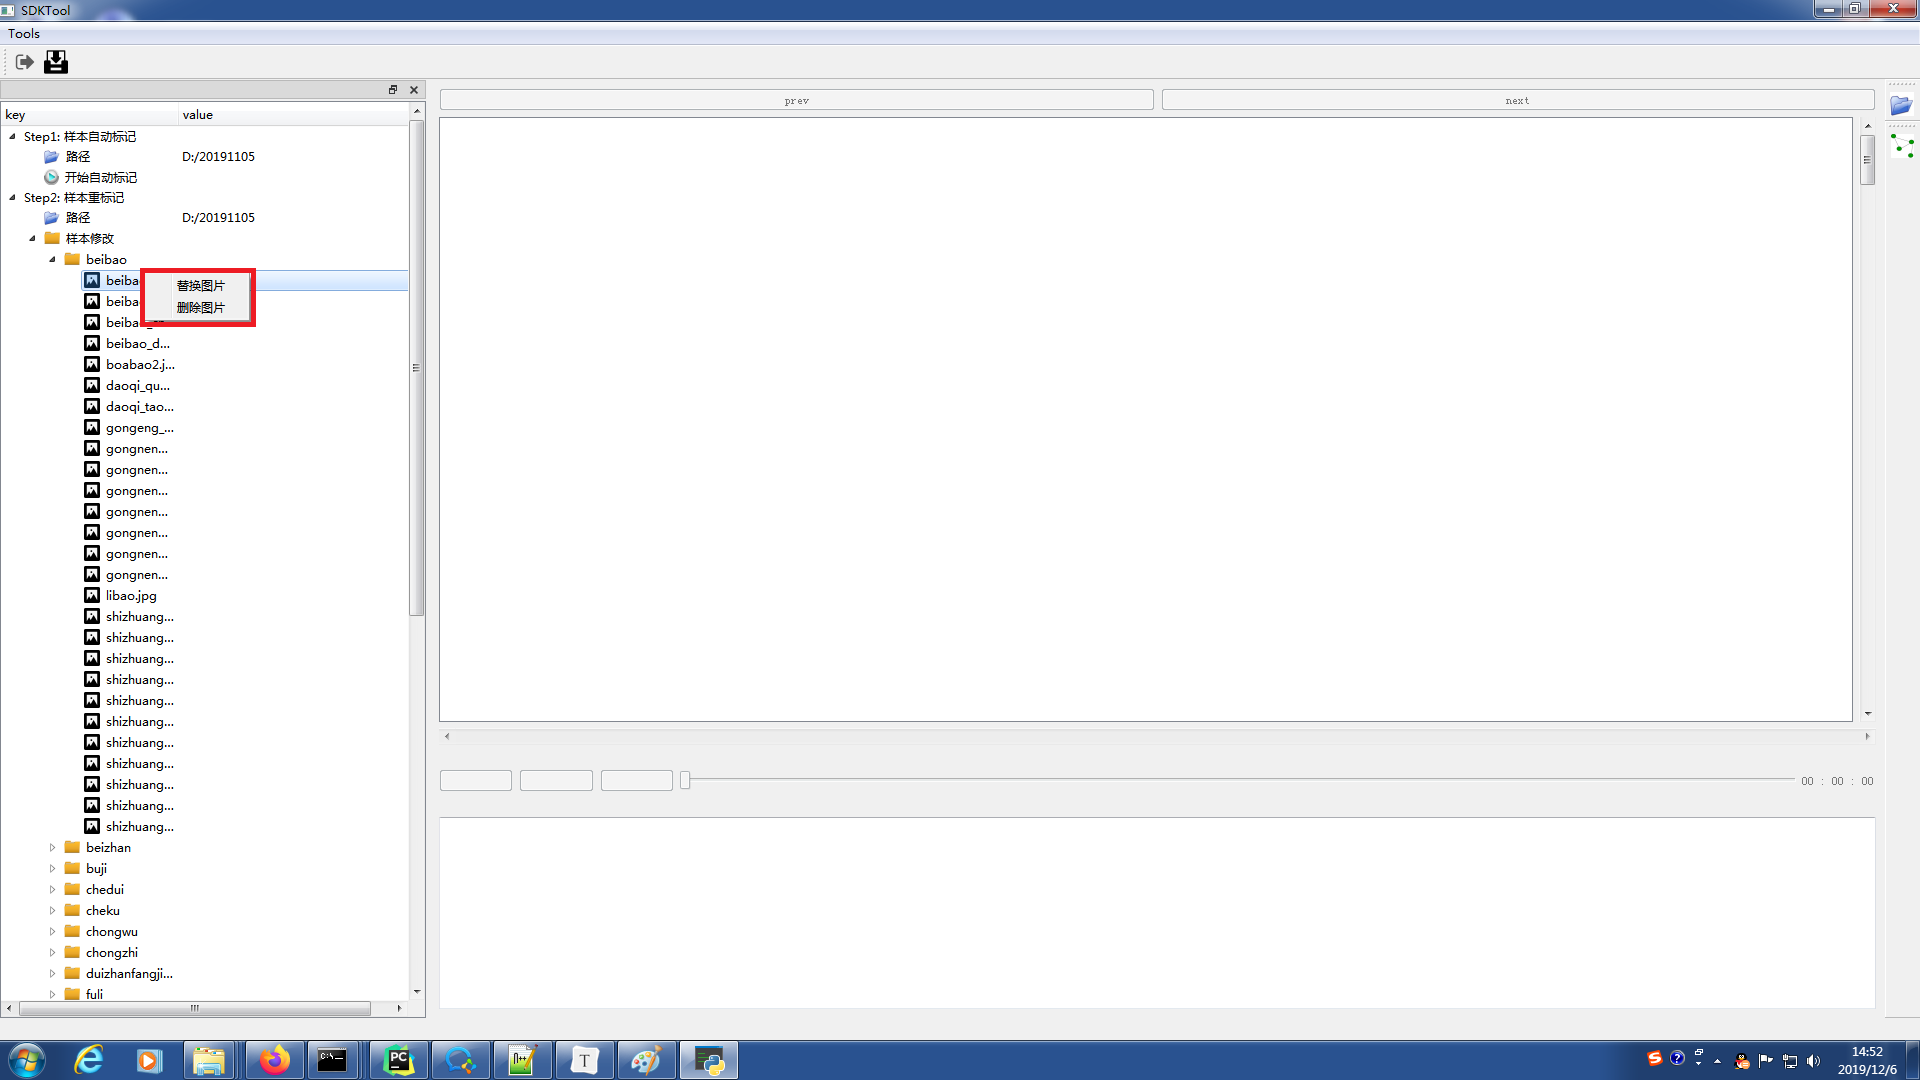 SDKTool
Tools
prev
next
key value
Step1: 样本自动标记
路径 D:/20191105
开始自动标记
Step2: 样本重标记
路径 D:/20191105
样本修改
beibao
替换图片
删除图片
beibao_d...
boabao2.j...
daoqi_qu...
daoqi_tao...
gongeng_...
gongnen...
gongnen...
gongnen...
gongnen...
gongnen...
gongnen...
gongnen...
libao.jpg
shizhuang...
shizhuang...
shizhuang...
shizhuang...
shizhuang...
shizhuang...
shizhuang...
shizhuang...
shizhuang...
shizhuang...
shizhuang...
beizhan
buji
chedui
cheku
chongwu
chongzhi
duizhanfangji...
fuli
00 : 00 : 00
14:52
2019/12/6